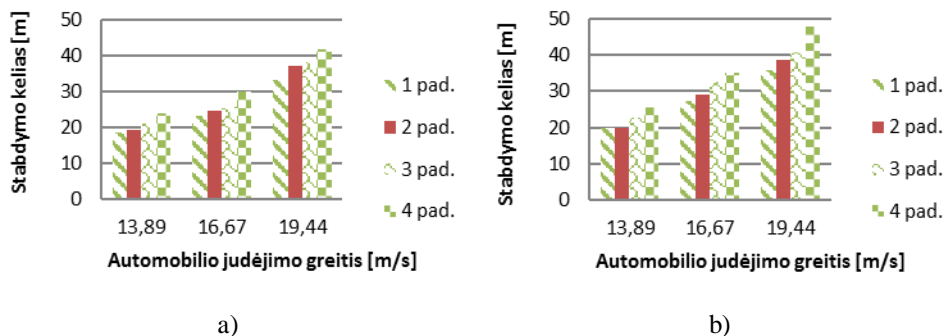 Stabdymo kelias [m]
50
40
30
20
10
0
13,89 16,67 19,44
Automobilio judėjimo greitis [m/s]
1 pad.
2 pad.
3 pad.
4 pad.
a)
Stabdymo kelias [m]
50
40
30
20
10
0
13,89 16,67 19,44
Automobilio judėjimo greitis [m/s]
1 pad.
2 pad.
3 pad.
4 pad.
b)